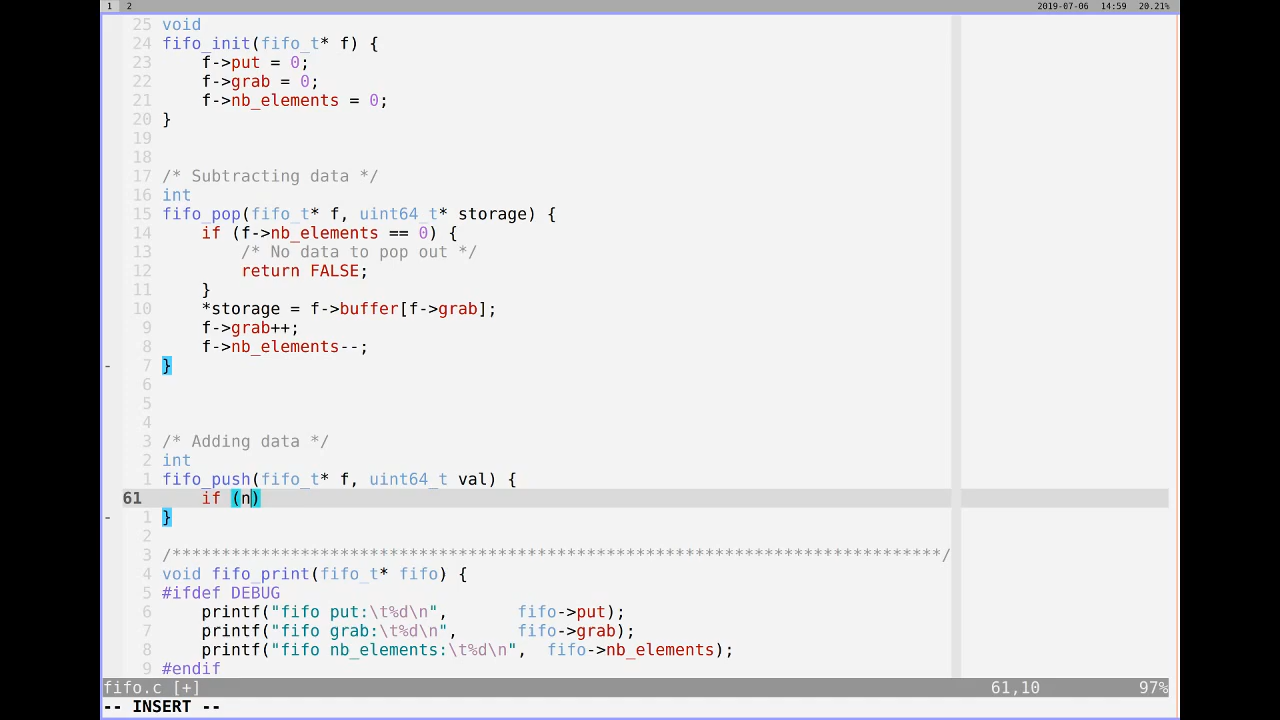 1 2 2019-07-06 14:59 20.21%
25 void
24 fifo_init(fifo_t* f) {
23     f->put = 0;
22     f->grab = 0;
21     f->nb_elements = 0;
20 }
19
18
17 /* Subtracting data */
16 int
15 fifo_pop(fifo_t* f, uint64_t* storage) {
14     if (f->nb_elements == 0) {
13         /* No data to pop out */
12         return FALSE;
11     }
10     *storage = f->buffer[f->grab];
9     f->grab++;
8     f->nb_elements--;
- 7 }
6
5
4
3 /* Adding data */
2 int
1 fifo_push(fifo_t* f, uint64_t val) {
61     if (n)
- 1 }
2
3 /******************************************************************************/
4 void fifo_print(fifo_t* fifo) {
5 #ifdef DEBUG
6     printf("fifo put:\t%d\n",       fifo->put);
7     printf("fifo grab:\t%d\n",      fifo->grab);
8     printf("fifo nb_elements:\t%d\n",  fifo->nb_elements);
9 #endif
fifo.c [+] 61,10 97%
-- INSERT --